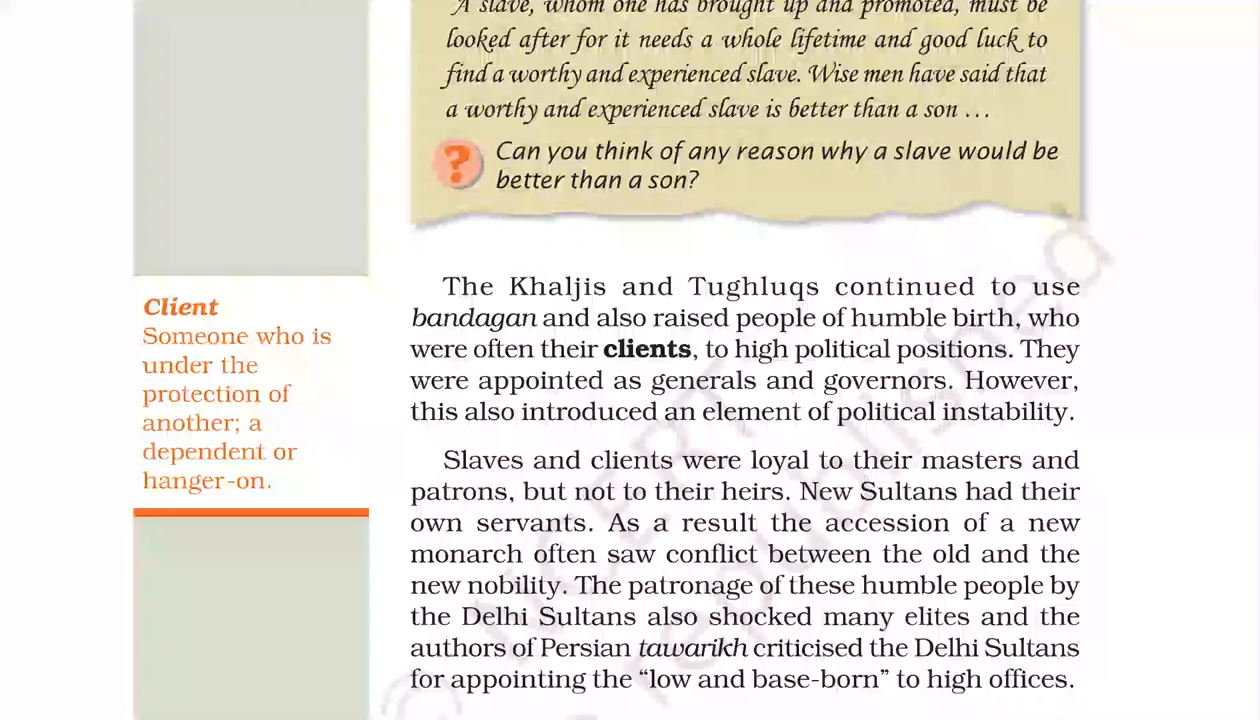 A slave, whom one has brought up and promoted, must be
looked after for it needs a whole lifetime and good luck to
find a worthy and experienced slave. Wise men have said that
a worthy and experienced slave is better than a son ...
? Can you think of any reason why a slave would be
better than a son?
Client
Someone who is
under the
protection of
another; a
dependent or
hanger-on.
The Khaljis and Tughluqs continued to use
bandagan and also raised people of humble birth, who
were often their clients, to high political positions. They
were appointed as generals and governors. However,
this also introduced an element of political instability.
Slaves and clients were loyal to their masters and
patrons, but not to their heirs. New Sultans had their
own servants. As a result the accession of a new
monarch often saw conflict between the old and the
new nobility. The patronage of these humble people by
the Delhi Sultans also shocked many elites and the
authors of Persian tawarikh criticised the Delhi Sultans
for appointing the “low and base-born” to high offices.
© NCERT
republished